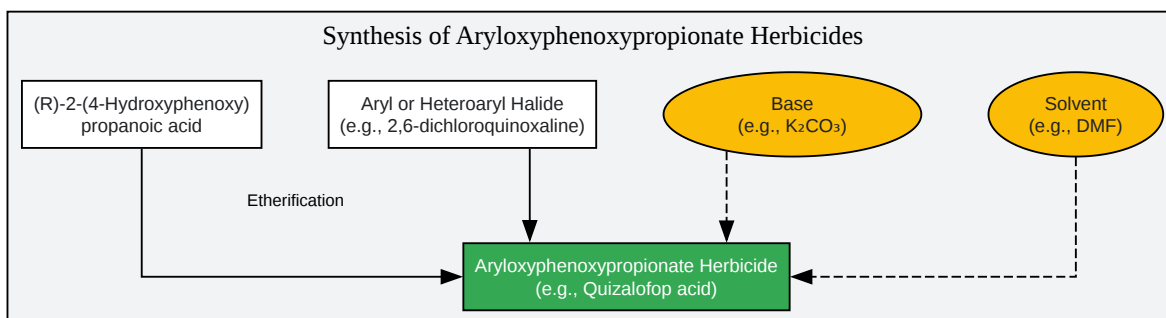 Synthesis of Aryloxyphenoxypropionate Herbicides
(R)-2-(4-Hydroxyphenoxy)
propanoic acid
Aryl or Heteroaryl Halide
(e.g., 2,6-dichloroquinoxaline)
Base
(e.g., K₂CO₃)
Solvent
(e.g., DMF)
Etherification
Aryloxyphenoxypropionate Herbicide
(e.g., Quizalofop acid)